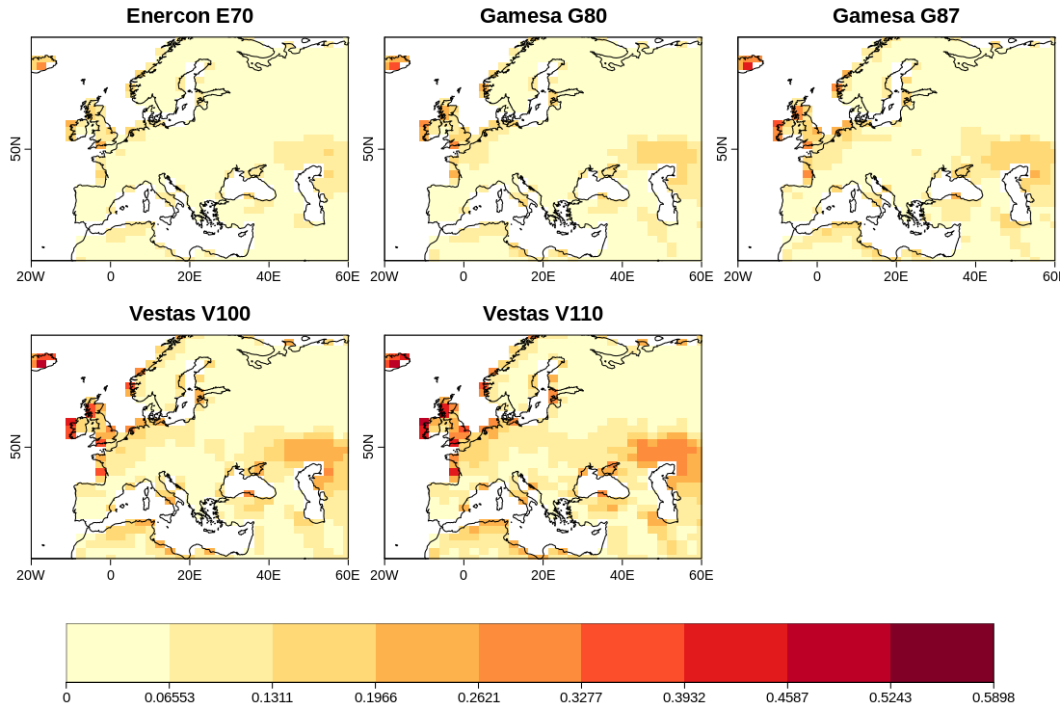 Enercon E70 Gamesa G80 Gamesa G87
50N 50N 50N
20W 0 20E 40E 60E 20W 0 20E 40E 60E 20W 0 20E 40E 60E
Vestas V100 Vestas V110
50N 50N
20W 0 20E 40E 60E 20W 0 20E 40E 60E
0 0.06553 0.1311 0.1966 0.2621 0.3277 0.3932 0.4587 0.5243 0.5898